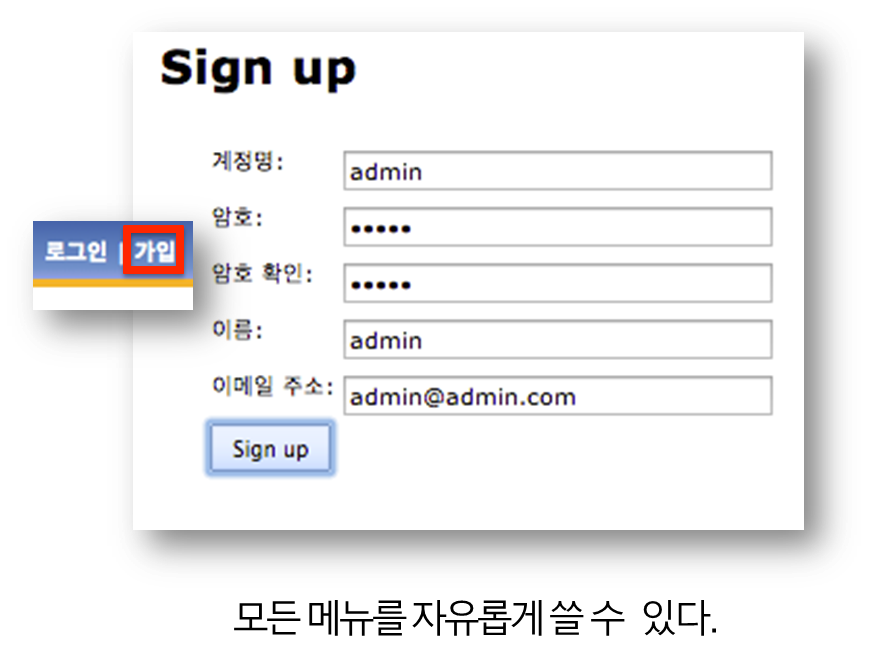 Sign up
계정명: admin
암호: •••••
로그인 | 가입
암호 확인: •••••
이름: admin
이메일 주소: admin@admin.com
Sign up
모든 메뉴를 자유롭게 쓸 수 있다.